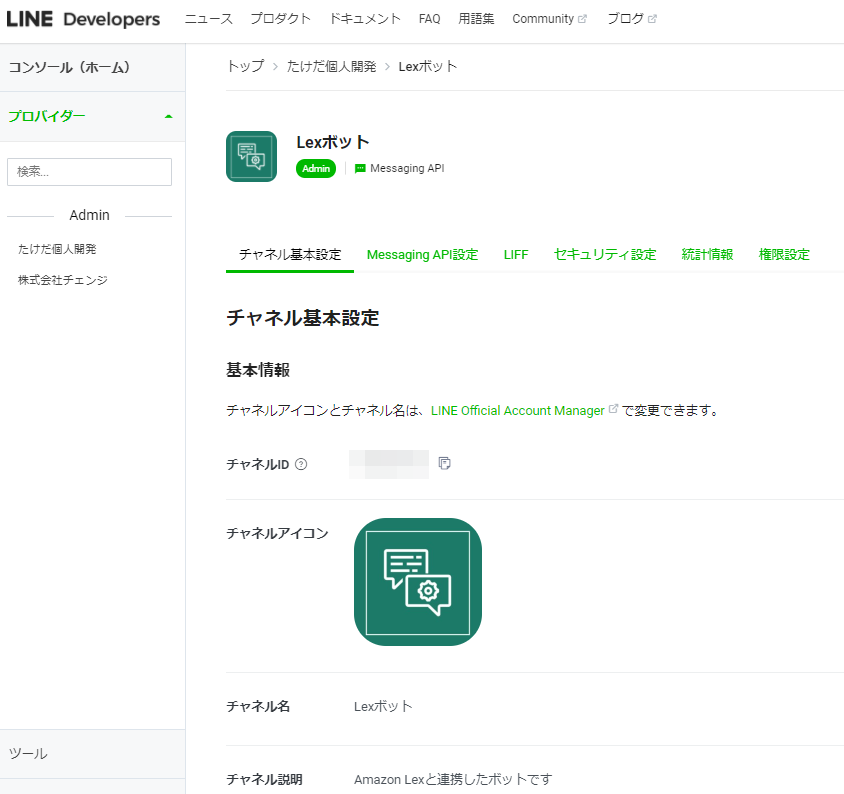 LINE Developers ニュース プロダクト ドキュメント FAQ 用語集 Community ブログ
コンソール（ホーム）
プロバイダー
検索...
Admin
たけだ個人開発
株式会社チェンジ
ツール
トップ > たけだ個人開発 > Lexボット
Lexボット
Admin Messaging API
チャネル基本設定 Messaging API設定 LIFF セキュリティ設定 統計情報 権限設定
チャネル基本設定
基本情報
チャネルアイコンとチャネル名は、LINE Official Account Managerで変更できます。
チャネルID ?
チャネルアイコン
チャネル名 Lexボット
チャネル説明 Amazon Lexと連携したボットです